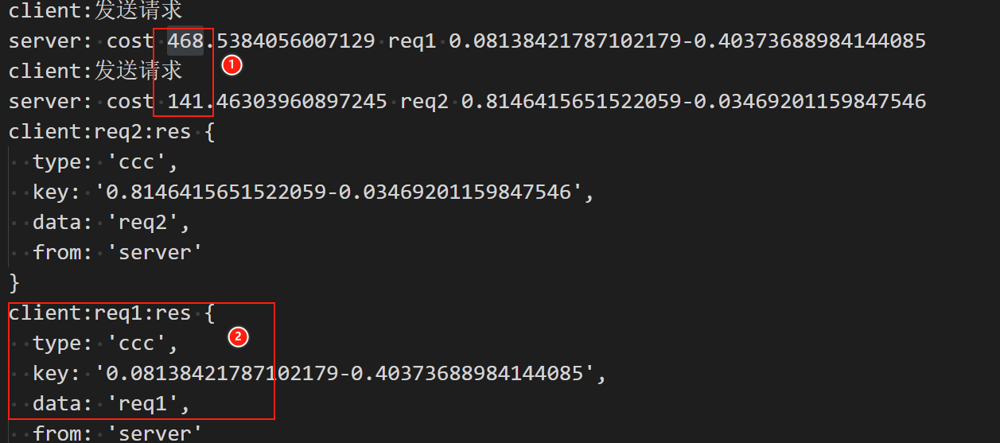 client:发送请求
server: cost 468.5384056007129 req1 0.08138421787102179-0.40373688984144085
1
client:发送请求
server: cost 141.46303960897245 req2 0.8146415651522059-0.03469201159847546
client:req2:res {
type: 'ccc',
key: '0.8146415651522059-0.03469201159847546',
data: 'req2',
from: 'server'
}
client:req1:res {
2
type: 'ccc',
key: '0.08138421787102179-0.40373688984144085',
data: 'req1',
from: 'server'